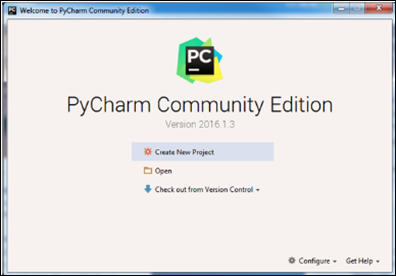 Welcome to PyCharm Community Edition
PC
PyCharm Community Edition
Version 2016.1.3
Create New Project
Open
Check out from Version Control
Configure Get Help